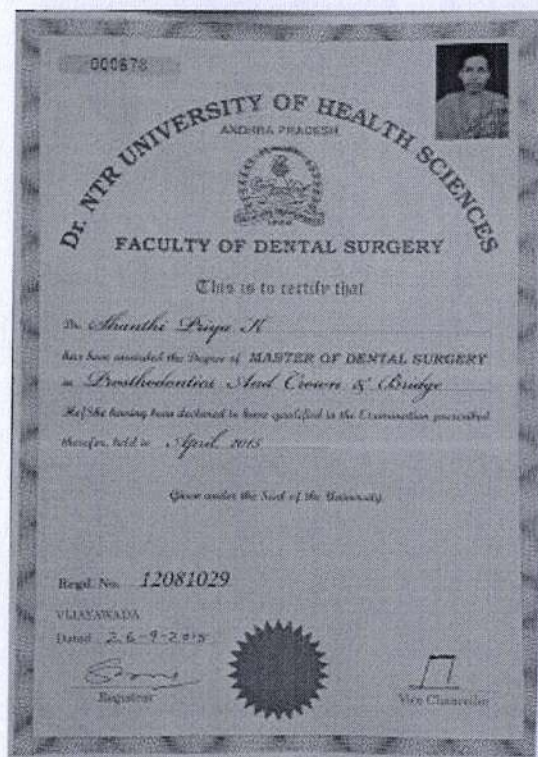 000678
Dr. NTR UNIVERSITY OF HEALTH SCIENCES
ANDHRA PRADESH
FACULTY OF DENTAL SURGERY
This is to certify that
Dr. Shanthi Priya K
has been awarded the Degree of MASTER OF DENTAL SURGERY
in Prosthodontics And Crown & Bridge
He/She having been declared to have qualified in the Examination prescribed
therefor, held in April, 2015
Given under the Seal of the University.
Regd. No. 12081029
VIJAYAWADA
Dated 26-9-2015
Registrar
Vice Chancellor